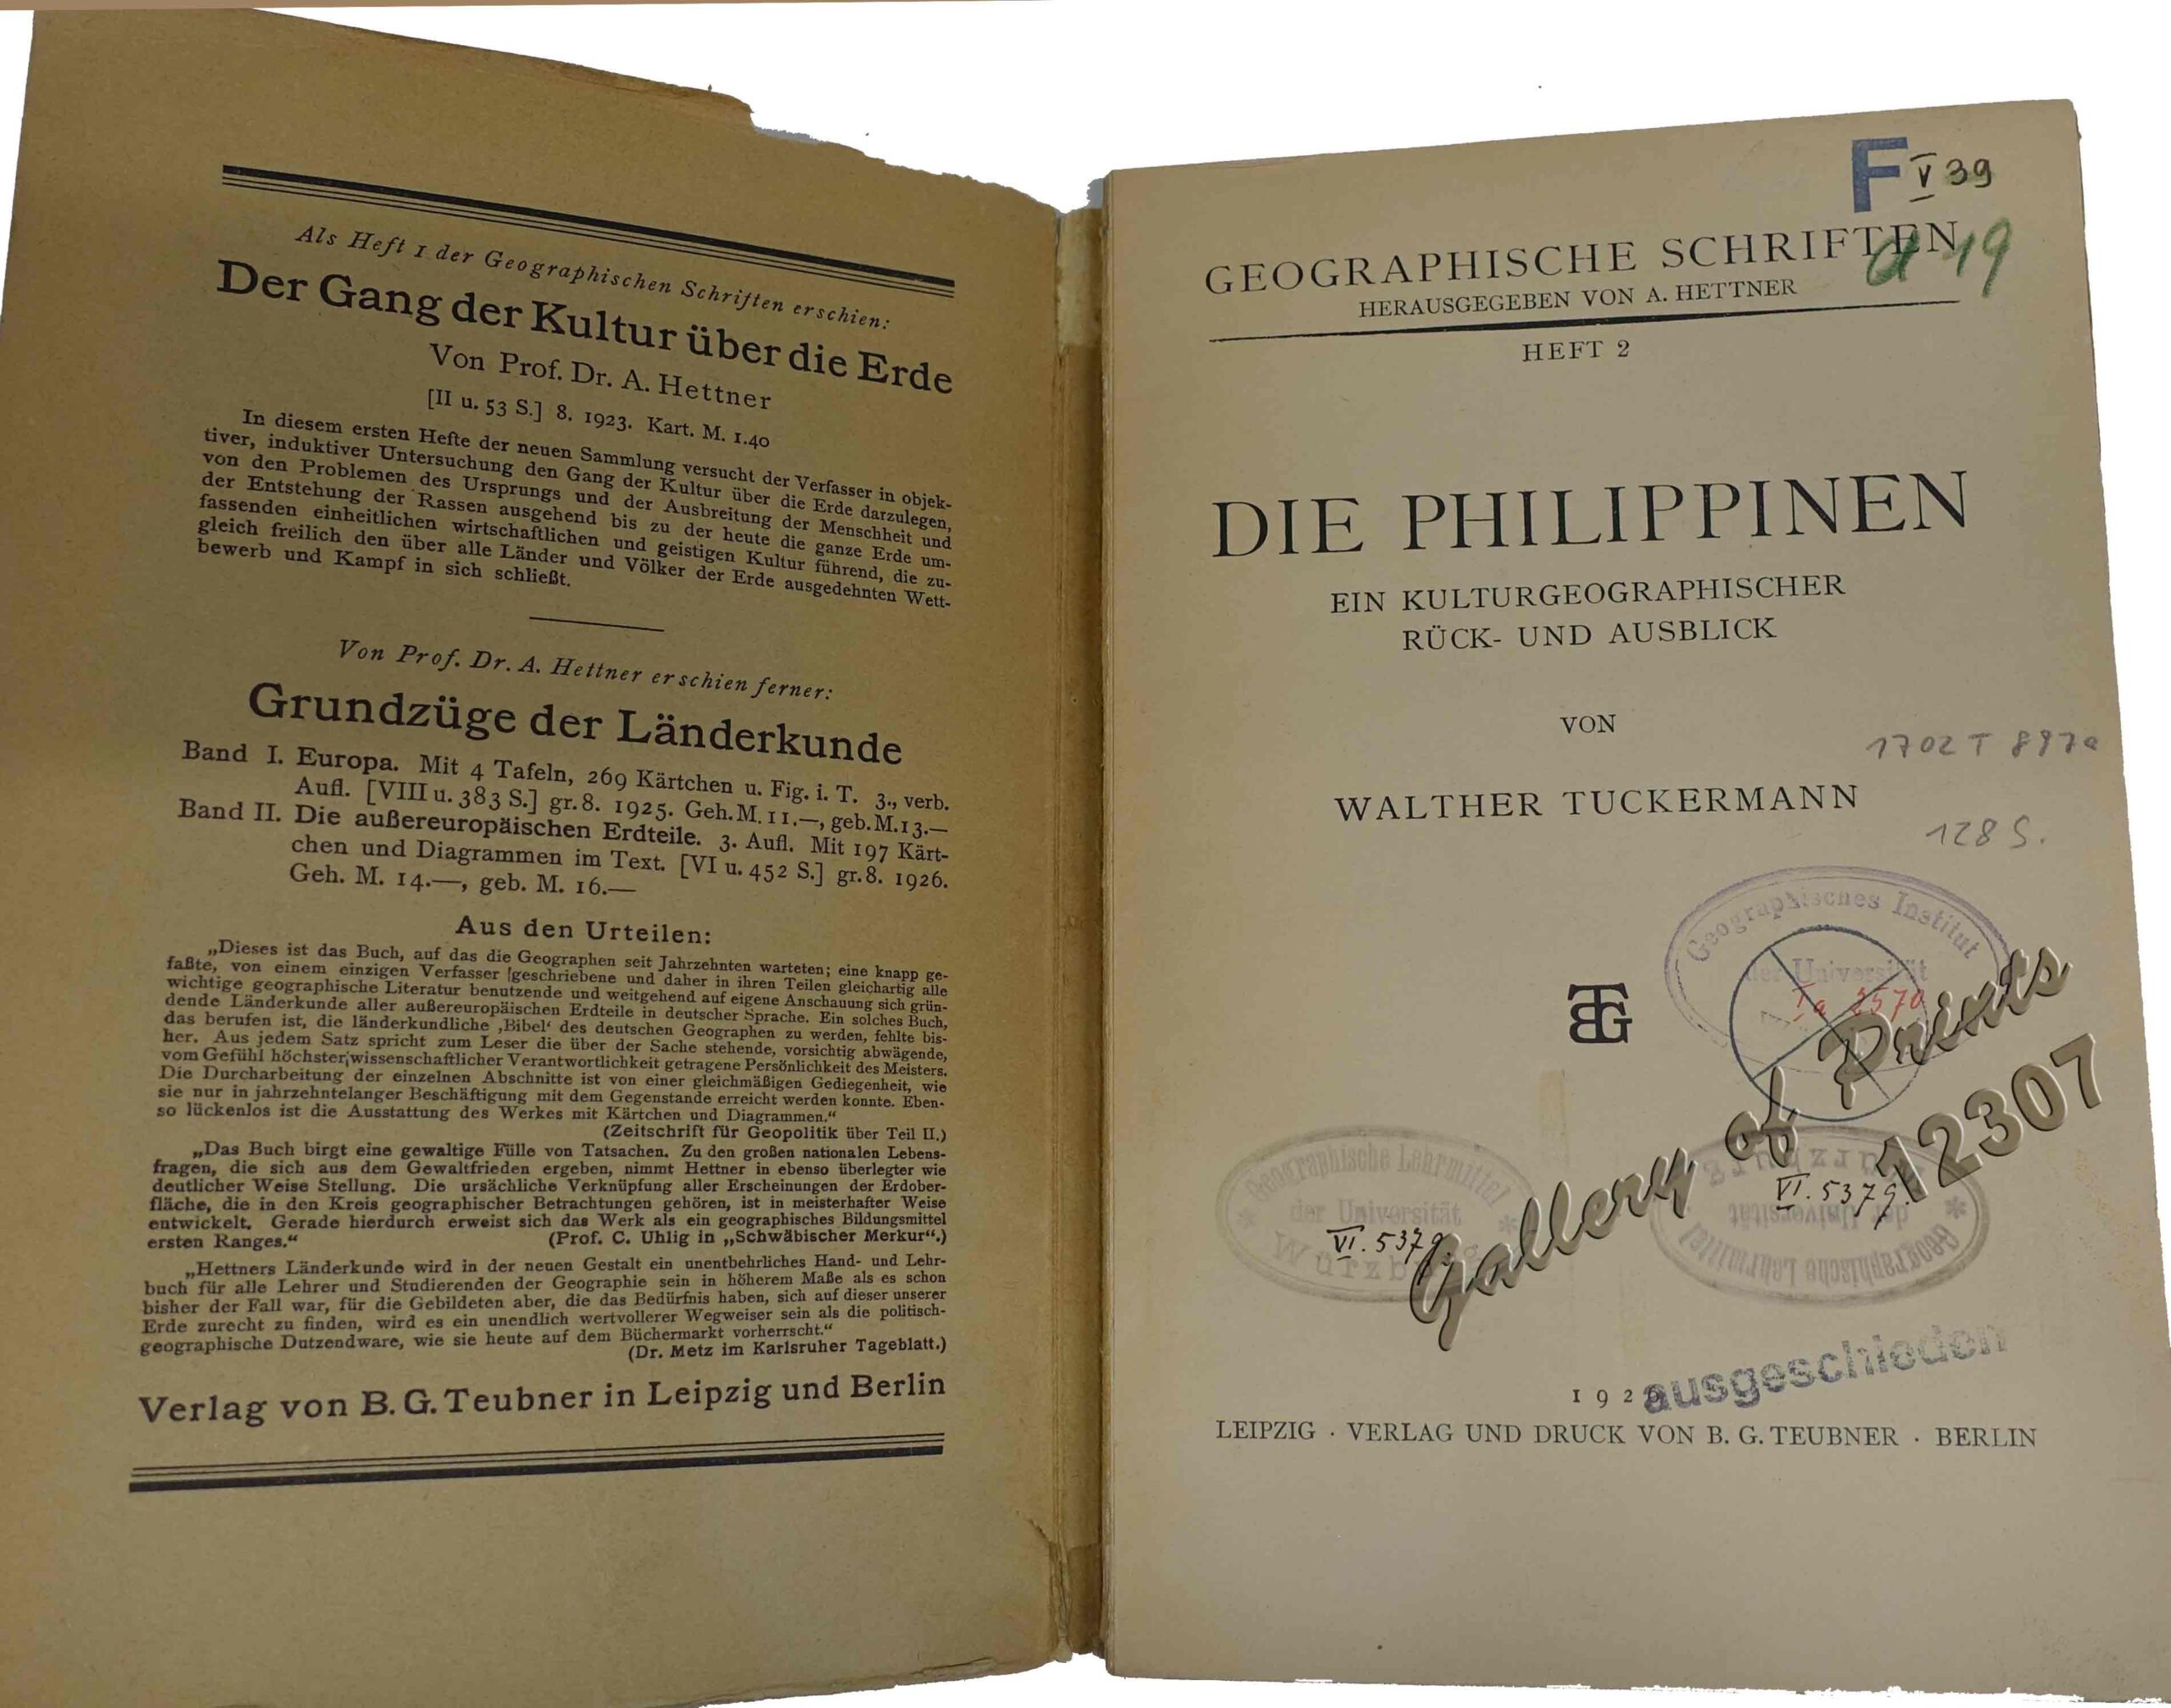 Als Heft 1 der Geographischen Schriften erschien:
Der Gang der Kultur über die Erde
Von Prof. Dr. A. Hettner
[II u. 53 S.] 8. 1923. Kart. M. 1.40
In diesem ersten Hefte der neuen Sammlung versucht der Verfasser in objek-
tiver, induktiver Untersuchung den Gang der Kultur über die Erde darzulegen,
von den Problemen des Ursprungs und der Ausbreitung der Menschheit und
der Entstehung der Rassen ausgehend bis zu der heute die ganze Erde um-
fassenden einheitlichen wirtschaftlichen und geistigen Kultur führend, die zu-
gleich freilich den über alle Länder und Völker der Erde ausgedehnten Wett-
bewerb und Kampf in sich schließt.
Von Prof. Dr. A. Hettner erschien ferner:
Grundzüge der Länderkunde
Band I. Europa. Mit 4 Tafeln, 269 Kärtchen u. Fig. i. T. 3., verb.
Aufl. [VIII u. 383 S.] gr. 8. 1925. Geh. M. 11.—, geb. M. 13.—
Band II. Die außereuropäischen Erdteile. 3. Aufl. Mit 197 Kärt-
chen und Diagrammen im Text. [VI u. 452 S.] gr. 8. 1926.
Geh. M. 14.—, geb. M. 16.—
Aus den Urteilen:
„Dieses ist das Buch, auf das die Geographen seit Jahrzehnten warteten; eine knapp ge-
faßte, von einem einzigen Verfasser geschriebene und daher in ihren Teilen gleichartig alle
wichtige geographische Literatur benutzende und weitgehend auf eigene Anschauung sich grün-
dende Länderkunde aller außereuropäischen Erdteile in deutscher Sprache. Ein solches Buch,
das berufen ist, die länderkundliche ‚Bibel‘ des deutschen Geographen zu werden, fehlte bis-
her. Aus jedem Satz spricht zum Leser die über der Sache stehende, vorsichtig abwägende,
vom Gefühl höchster wissenschaftlicher Verantwortlichkeit getragene Persönlichkeit des Meisters.
Die Durcharbeitung der einzelnen Abschnitte ist von einer gleichmäßigen Gediegenheit, wie
sie nur in jahrzehntelanger Beschäftigung mit dem Gegenstande erreicht werden konnte. Eben-
so lückenlos ist die Ausstattung des Werkes mit Kärtchen und Diagrammen.“
(Zeitschrift für Geopolitik über Teil II.)
„Das Buch birgt eine gewaltige Fülle von Tatsachen. Zu den großen nationalen Lebens-
fragen, die sich aus dem Gewaltfrieden ergeben, nimmt Hettner in ebenso überlegter wie
deutlicher Weise Stellung. Die ursächliche Verknüpfung aller Erscheinungen der Erdober-
fläche, die in den Kreis geographischer Betrachtungen gehören, ist in meisterhafter Weise
entwickelt. Gerade hierdurch erweist sich das Werk als ein geographisches Bildungsmittel
ersten Ranges.“ (Prof. C. Uhlig in „Schwäbischer Merkur“.)
„Hettners Länderkunde wird in der neuen Gestalt ein unentbehrliches Hand- und Lehr-
buch für alle Lehrer und Studierenden der Geographie sein in höherem Maße als es schon
bisher der Fall war, für die Gebildeten aber, die das Bedürfnis haben, sich auf dieser unserer
Erde zurecht zu finden, wird es ein unendlich wertvollerer Wegweiser sein als die politisch-
geographische Dutzendware, wie sie heute auf dem Büchermarkt vorherrscht.“
(Dr. Metz im Karlsruher Tageblatt.)
Verlag von B. G. Teubner in Leipzig und Berlin
F V 39
a 19
GEOGRAPHISCHE SCHRIFTEN
HERAUSGEGEBEN VON A. HETTNER
HEFT 2
DIE PHILIPPINEN
EIN KULTURGEOGRAPHISCHER
RÜCK- UND AUSBLICK
VON
1702 T 897a
WALTHER TUCKERMANN
128 S.
Geographisches Institut
der Universität
Ia 3570
BGT
Gallery of Prints
12307
Geographische Lehrmittel
der Universität
Würzburg
VI. 5379.
Geographische Lehrmittel
der Universität
Würzburg
VI. 5379.
ausgeschieden
192
LEIPZIG · VERLAG UND DRUCK VON B. G. TEUBNER · BERLIN